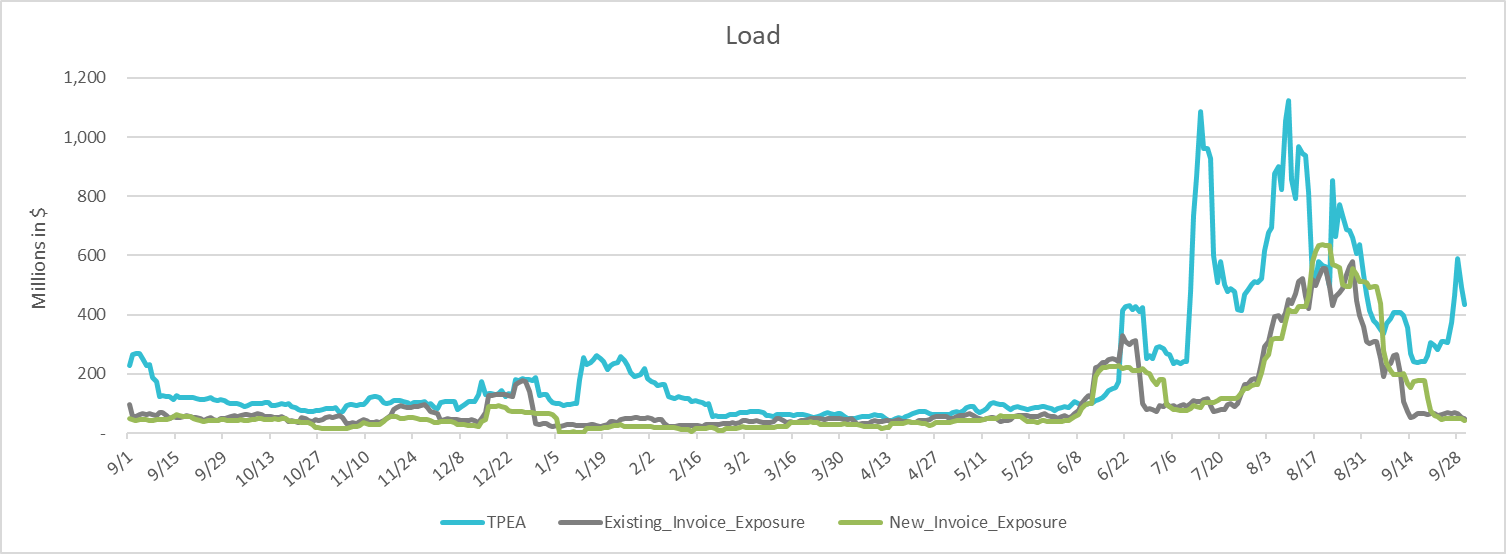 Load
1,200
1,000
800
600
400
200
-
Millions in $
9/1 9/15 9/29 10/13 10/27 11/10 11/24 12/8 12/22 1/5 1/19 2/2 2/16 3/2 3/16 3/30 4/13 4/27 5/11 5/25 6/8 6/22 7/6 7/20 8/3 8/17 8/31 9/14 9/28
TPEA Existing_Invoice_Exposure New_Invoice_Exposure